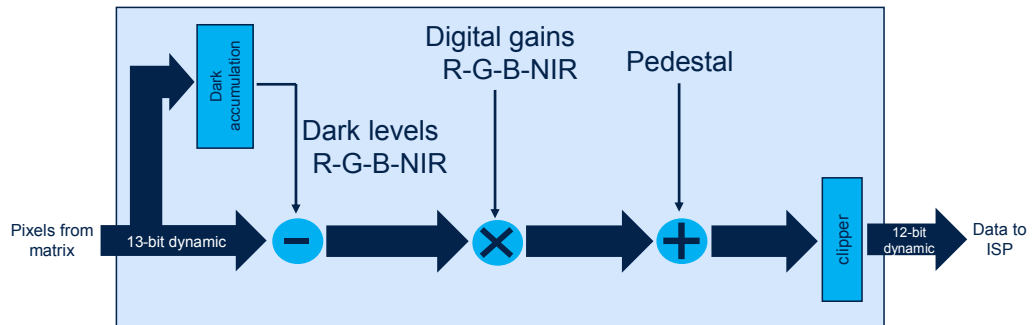 Dark
accumulation
Digital gains
R-G-B-NIR
Pedestal
Dark levels
R-G-B-NIR
Pixels from
matrix
13-bit dynamic
clipper
12-bit
dynamic
Data to
ISP